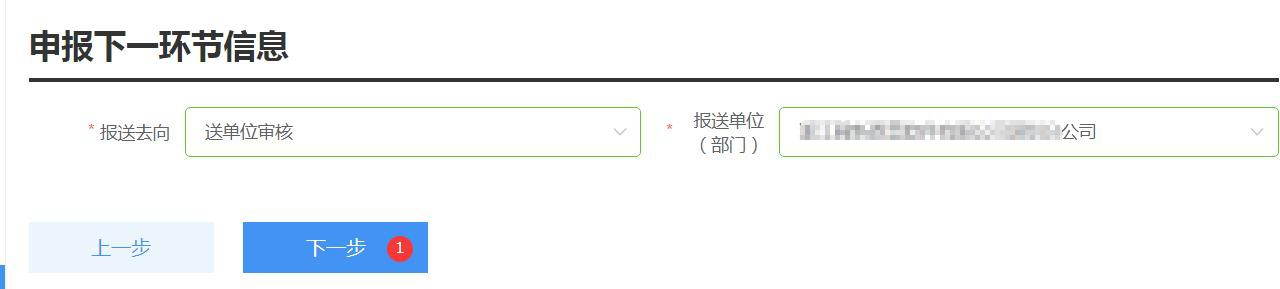 申报下一环节信息
* 报送去向
送单位审核
* 报送单位
（部门）
公司
上一步
下一步 1